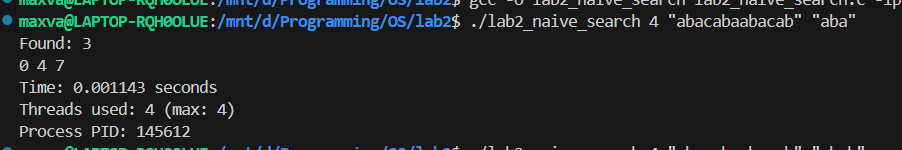 maxva@LAPTOP-RQH0OLUE:/mnt/d/Programming/OS/lab2$ gcc -o lab2_naive_search lab2_naive_search.c -lp
maxva@LAPTOP-RQH0OLUE:/mnt/d/Programming/OS/lab2$ ./lab2_naive_search 4 "abacabaabacab" "aba"
Found: 3
0 4 7
Time: 0.001143 seconds
Threads used: 4 (max: 4)
Process PID: 145612